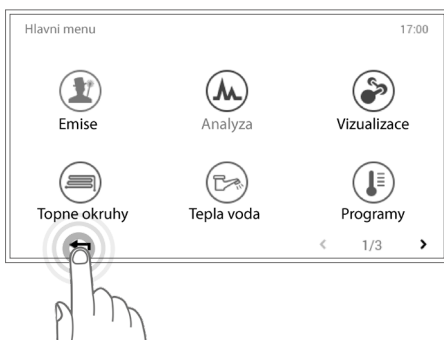 Hlavni menu 17:00
Emise Analyza Vizualizace
Topne okruhy Tepla voda Programy
1/3